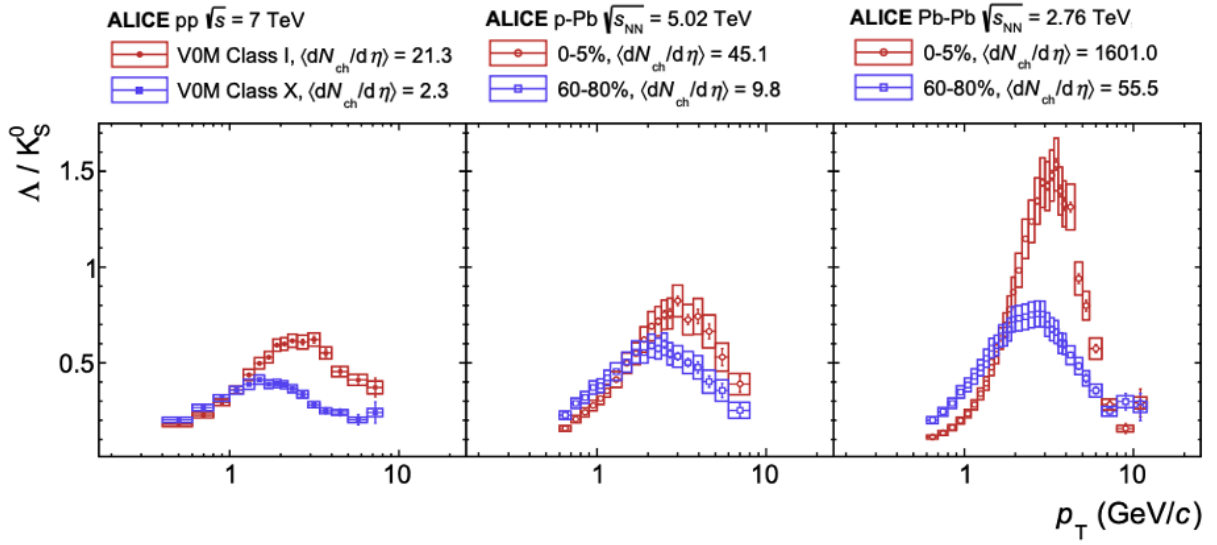 ALICE pp √s = 7 TeV
V0M Class I, ⟨dN_ch/dη⟩ = 21.3
V0M Class X, ⟨dN_ch/dη⟩ = 2.3
ALICE p-Pb √s_NN = 5.02 TeV
0-5%, ⟨dN_ch/dη⟩ = 45.1
60-80%, ⟨dN_ch/dη⟩ = 9.8
ALICE Pb-Pb √s_NN = 2.76 TeV
0-5%, ⟨dN_ch/dη⟩ = 1601.0
60-80%, ⟨dN_ch/dη⟩ = 55.5
Λ / K⁰_S
1.5
1
0.5
1 10
1 10
1 10
p_T (GeV/c)